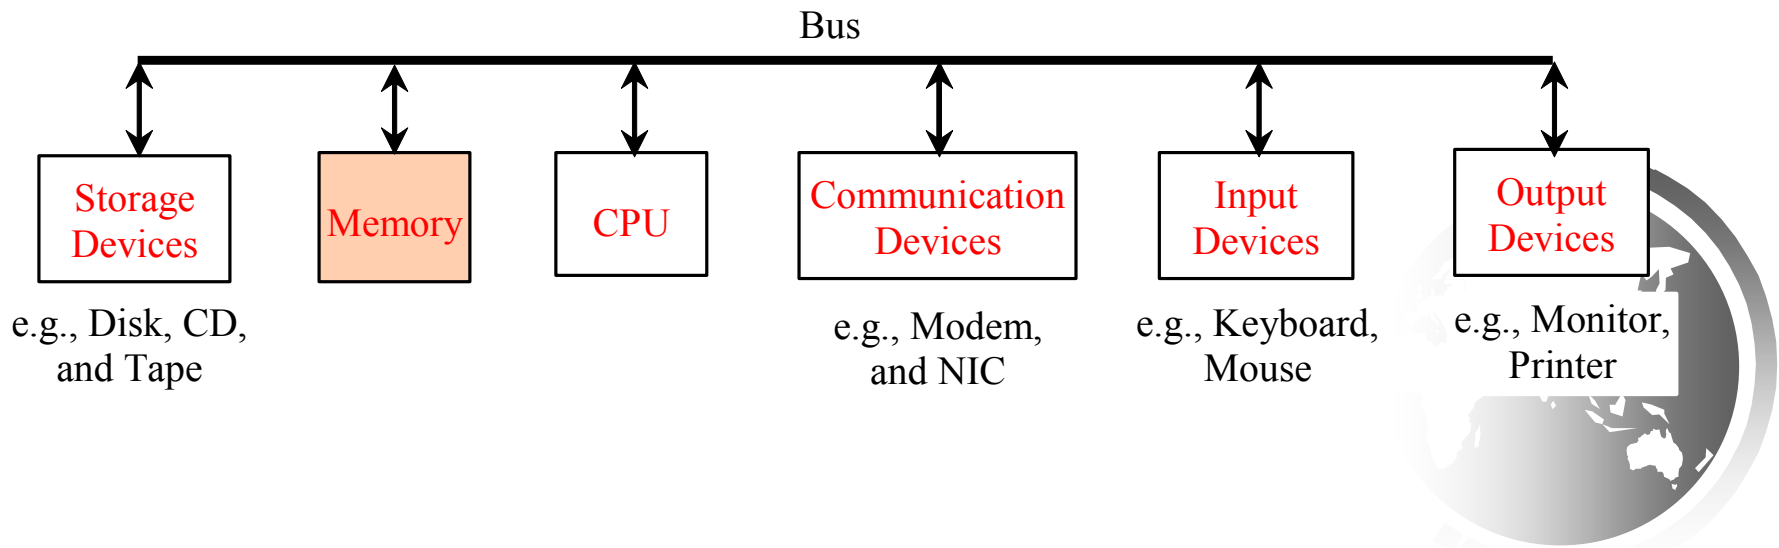 Bus
Storage
Devices
Memory
CPU
Communication
Devices
Input
Devices
Output
Devices
e.g., Disk, CD,
and Tape
e.g., Modem,
and NIC
e.g., Keyboard,
Mouse
e.g., Monitor,
Printer